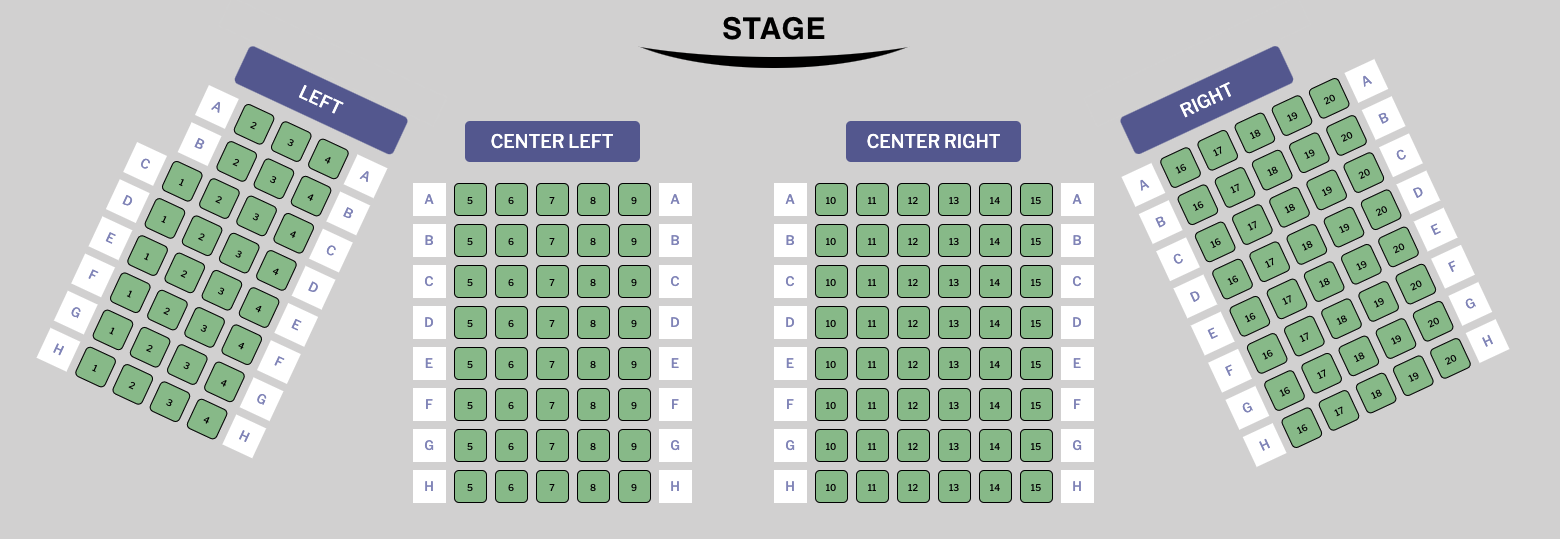 STAGE
LEFT
A 2 3 4 A
B 2 3 4 B
C 1 2 3 4 C
D 1 2 3 4 D
E 1 2 3 4 E
F 1 2 3 4 F
G 1 2 3 4 G
H 1 2 3 4 H
CENTER LEFT
A 5 6 7 8 9 A
B 5 6 7 8 9 B
C 5 6 7 8 9 C
D 5 6 7 8 9 D
E 5 6 7 8 9 E
F 5 6 7 8 9 F
G 5 6 7 8 9 G
H 5 6 7 8 9 H
CENTER RIGHT
A 10 11 12 13 14 15 A
B 10 11 12 13 14 15 B
C 10 11 12 13 14 15 C
D 10 11 12 13 14 15 D
E 10 11 12 13 14 15 E
F 10 11 12 13 14 15 F
G 10 11 12 13 14 15 G
H 10 11 12 13 14 15 H
RIGHT
A 16 17 18 19 20 A
B 16 17 18 19 20 B
C 16 17 18 19 20 C
D 16 17 18 19 20 D
E 16 17 18 19 20 E
F 16 17 18 19 20 F
G 16 17 18 19 20 G
H 16 17 18 19 20 H